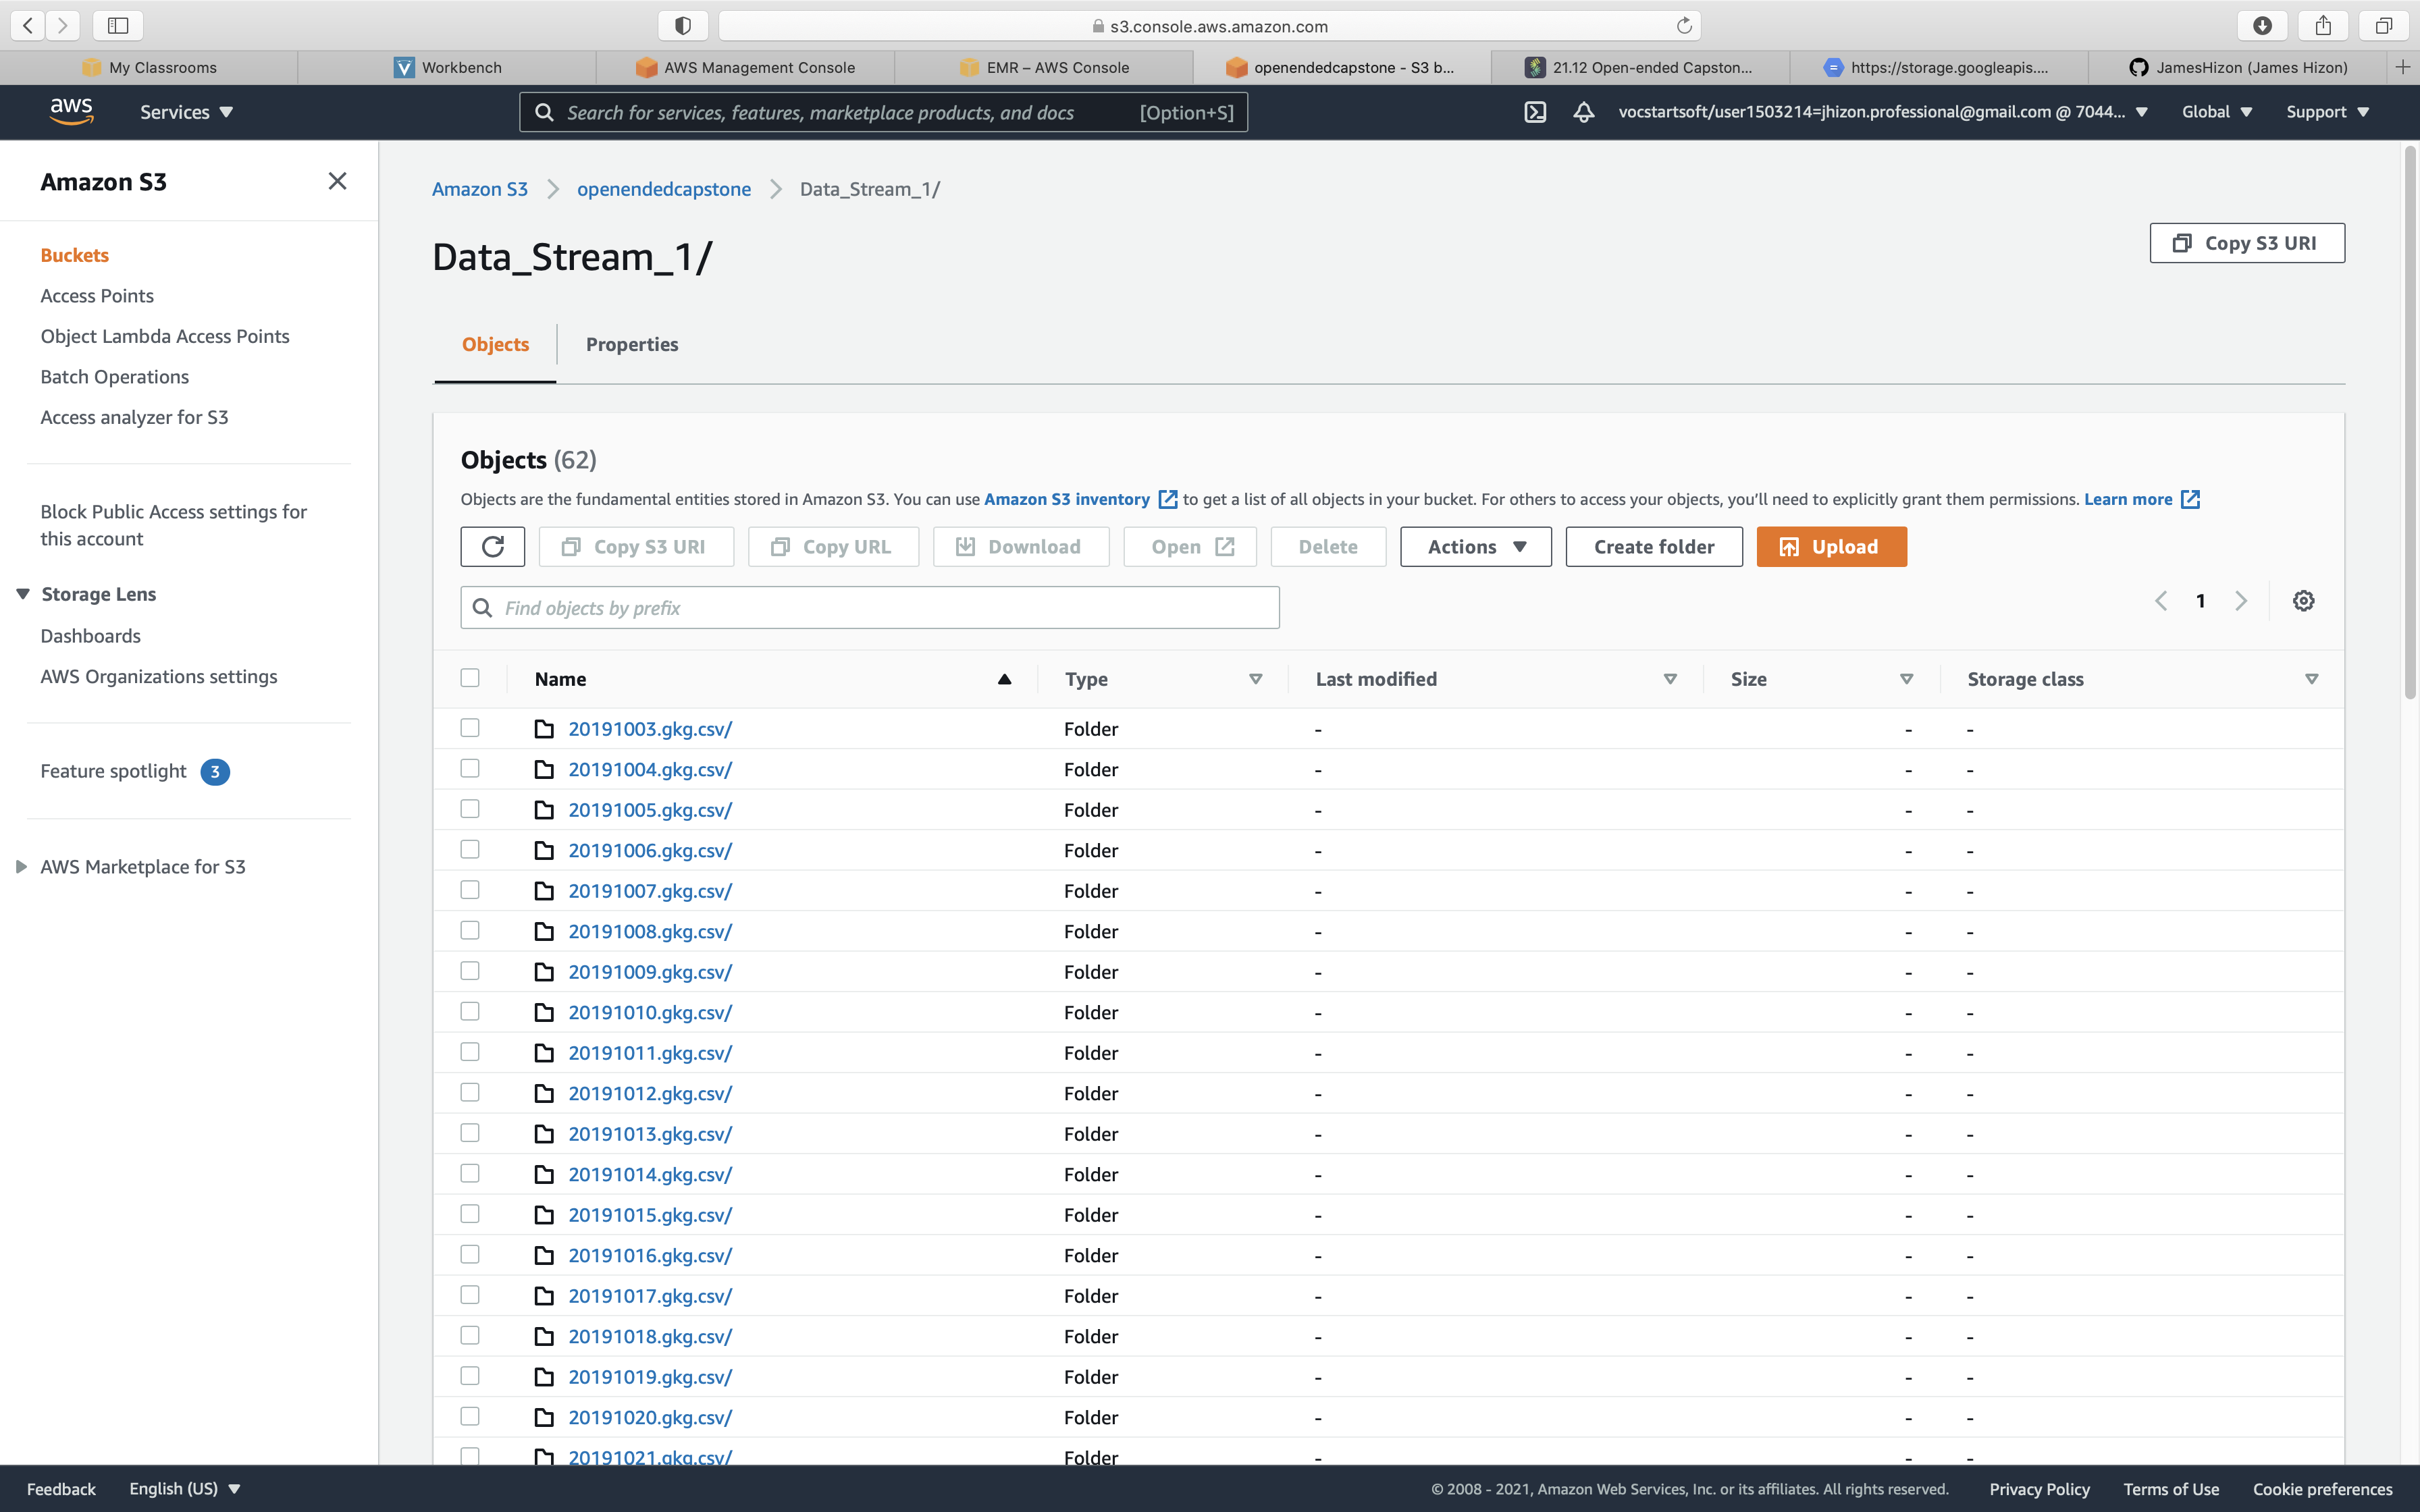 s3.console.aws.amazon.com
My Classrooms
Workbench
AWS Management Console
EMR – AWS Console
openendedcapstone - S3 b...
21.12 Open-ended Capston...
https://storage.googleapis....
JamesHizon (James Hizon)
aws
Services
Search for services, features, marketplace products, and docs [Option+S]
vocstartsoft/user1503214=jhizon.professional@gmail.com @ 7044...
Global
Support
Amazon S3
Buckets
Access Points
Object Lambda Access Points
Batch Operations
Access analyzer for S3
Block Public Access settings for
this account
Storage Lens
Dashboards
AWS Organizations settings
Feature spotlight 3
AWS Marketplace for S3
Amazon S3 > openendedcapstone > Data_Stream_1/
Data_Stream_1/
Copy S3 URI
Objects
Properties
Objects (62)
Objects are the fundamental entities stored in Amazon S3. You can use Amazon S3 inventory to get a list of all objects in your bucket. For others to access your objects, you’ll need to explicitly grant them permissions. Learn more
Copy S3 URI
Copy URL
Download
Open
Delete
Actions
Create folder
Upload
Find objects by prefix
1
Name Type Last modified Size Storage class
20191003.gkg.csv/ Folder - - -
20191004.gkg.csv/ Folder - - -
20191005.gkg.csv/ Folder - - -
20191006.gkg.csv/ Folder - - -
20191007.gkg.csv/ Folder - - -
20191008.gkg.csv/ Folder - - -
20191009.gkg.csv/ Folder - - -
20191010.gkg.csv/ Folder - - -
20191011.gkg.csv/ Folder - - -
20191012.gkg.csv/ Folder - - -
20191013.gkg.csv/ Folder - - -
20191014.gkg.csv/ Folder - - -
20191015.gkg.csv/ Folder - - -
20191016.gkg.csv/ Folder - - -
20191017.gkg.csv/ Folder - - -
20191018.gkg.csv/ Folder - - -
20191019.gkg.csv/ Folder - - -
20191020.gkg.csv/ Folder - - -
20191021.gkg.csv/ Folder - - -
Feedback
English (US)
© 2008 - 2021, Amazon Web Services, Inc. or its affiliates. All rights reserved.
Privacy Policy
Terms of Use
Cookie preferences